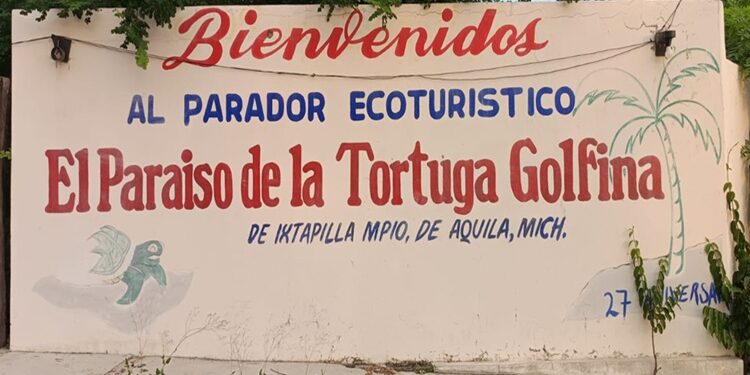 Bienvenidos
AL PARADOR ECOTURISTICO
El Paraiso de la Tortuga Golfina
DE IXTAPILLA MPIO, DE AQUILA, MICH.
27